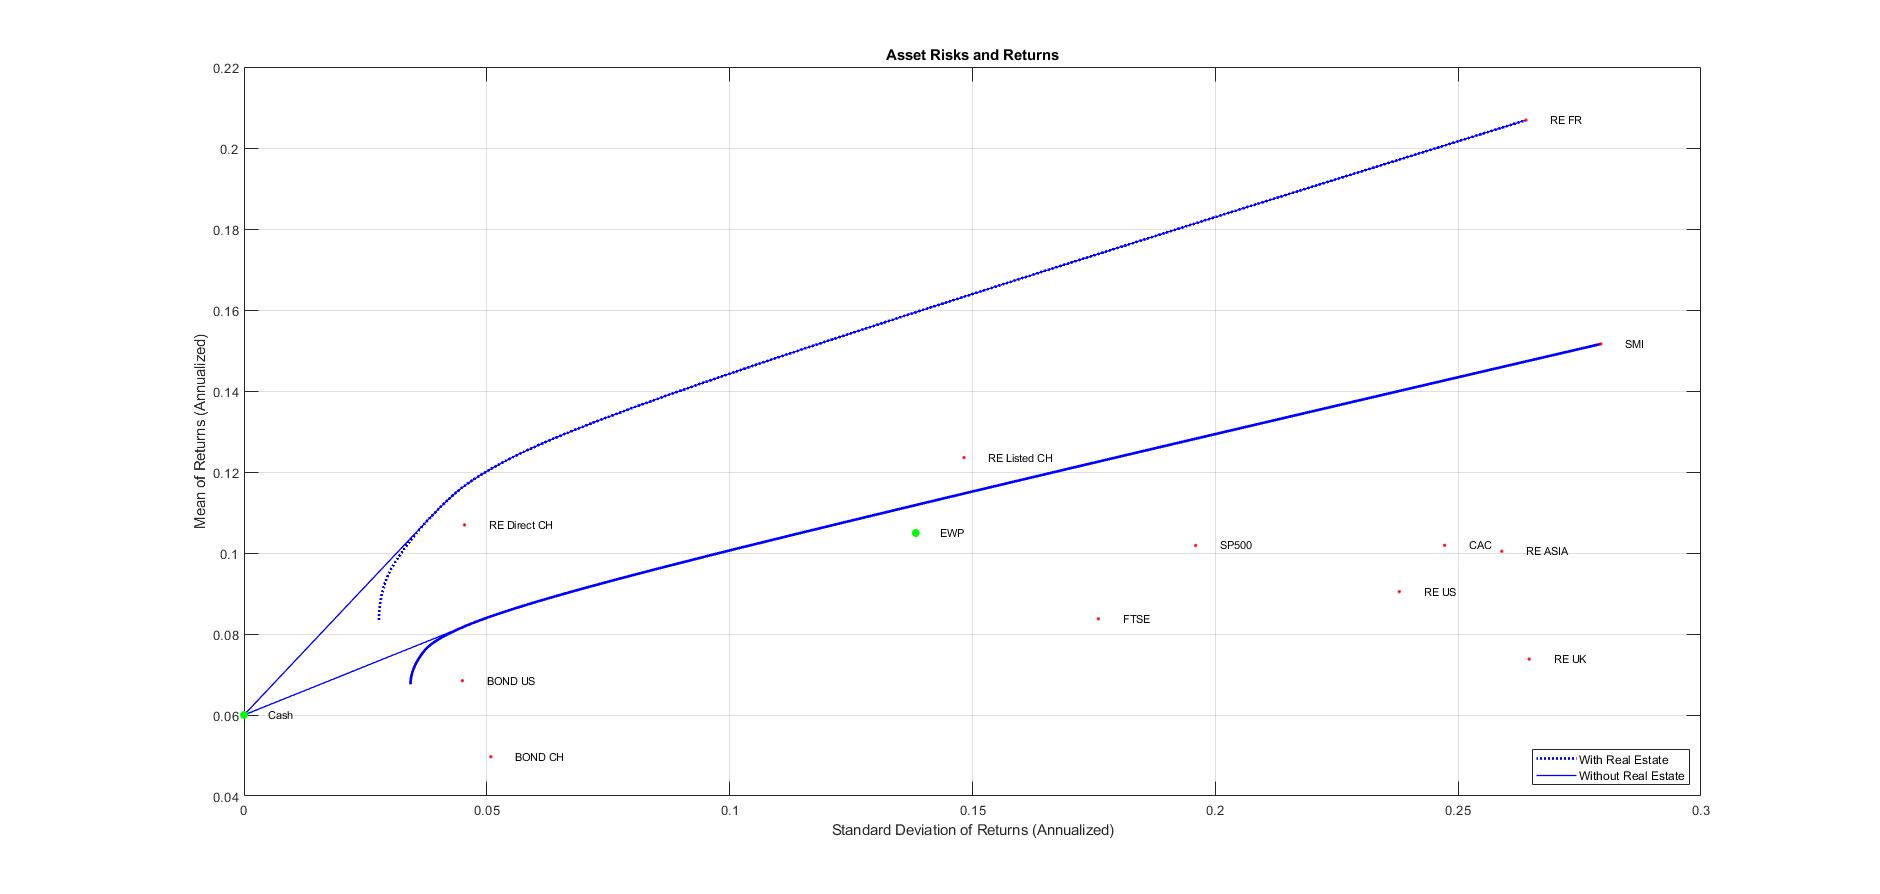 Asset Risks and Returns
0.22
RE FR
0.2
0.18
0.16
SMI
0.14
Mean of Returns (Annualized)
RE Listed CH
0.12
RE Direct CH
EWP
SP500
CAC
RE ASIA
0.1
RE US
FTSE
0.08
RE UK
BOND US
0.06
Cash
BOND CH
With Real Estate
Without Real Estate
0.04
0
0.05
0.1
0.15
0.2
0.25
0.3
Standard Deviation of Returns (Annualized)